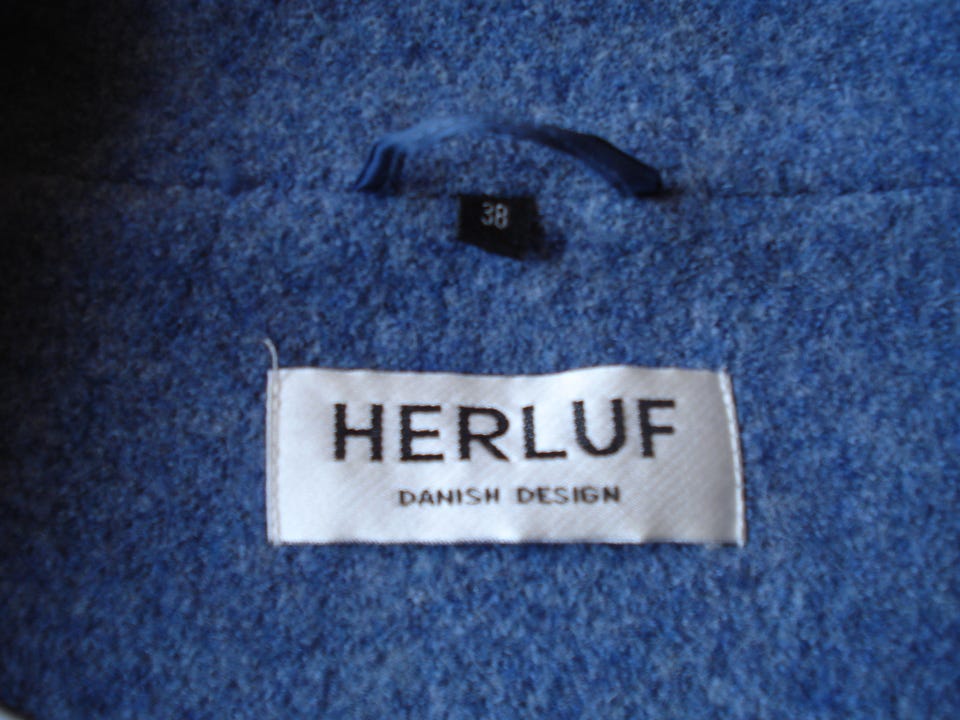 38
HERLUF
DANISH DESIGN